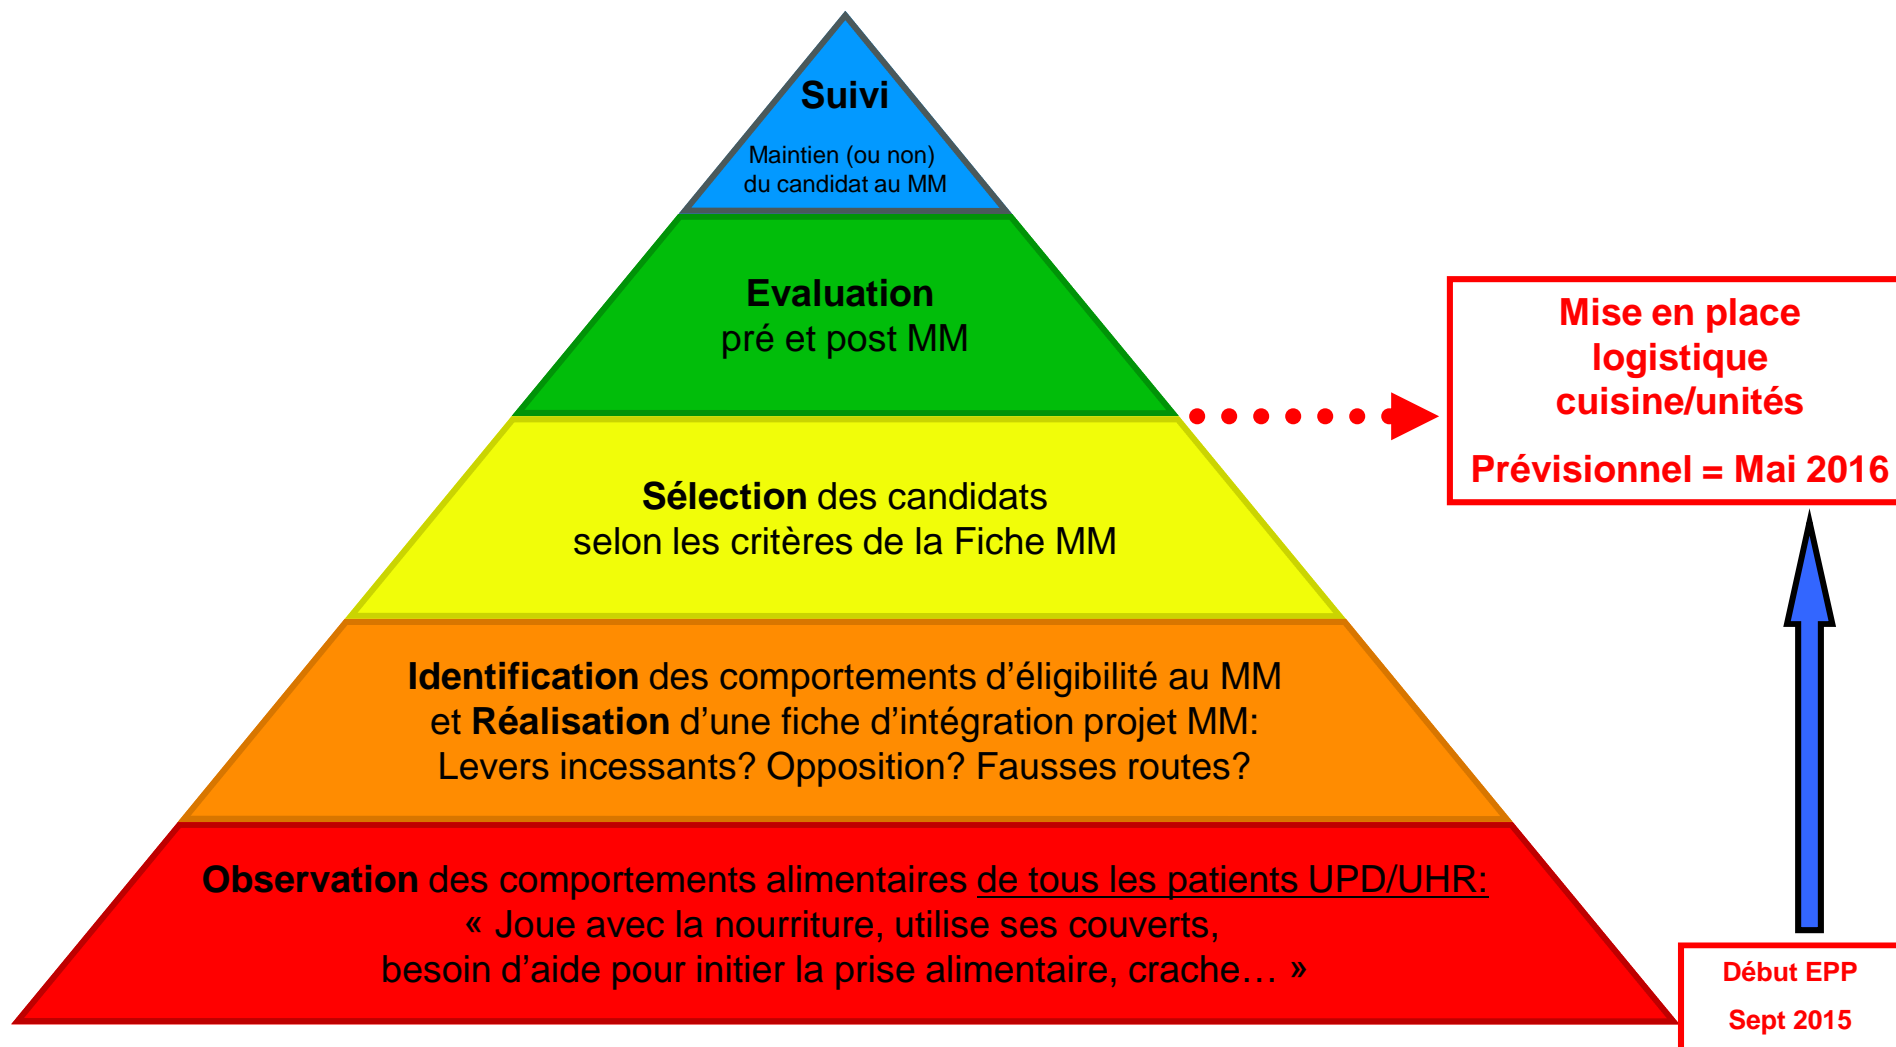 Suivi
Maintien (ou non)
du candidat au MM
Evaluation
pré et post MM
Mise en place
logistique
cuisine/unités
Prévisionnel = Mai 2016
Sélection des candidats
selon les critères de la Fiche MM
Identification des comportements d’éligibilité au MM
et Réalisation d’une fiche d’intégration projet MM:
Levers incessants? Opposition? Fausses routes?
Observation des comportements alimentaires de tous les patients UPD/UHR:
« Joue avec la nourriture, utilise ses couverts,
besoin d’aide pour initier la prise alimentaire, crache… »
Début EPP
Sept 2015